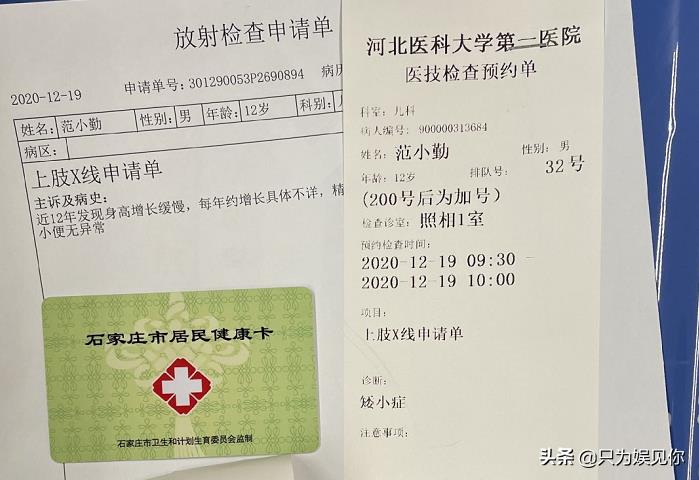 放射检查申请单
2020-12-19
申请单号:301290053P2690894
病历
姓名: 范小勤 性别: 男 年龄: 12岁 科别:
病区:
上肢X线申请单
主诉及病史:
近12年发现身高增长缓慢，每年约增长具体不详，精
小便无异常
石家庄市居民健康卡
石家庄市卫生和计划生育委员会监制
河北医科大学第一医院
医技检查预约单
科室: 儿科
病人编号: 900000313684
姓名: 范小勤 性别: 男
年龄: 12岁 排队号: 32号
(200号后为加号)
检查诊室: 照相1室
预约检查时间:
2020-12-19 09:30 -
2020-12-19 10:00
项目:
上肢X线申请单
诊断:
矮小症
注意事项:
头条 @只为娱见你